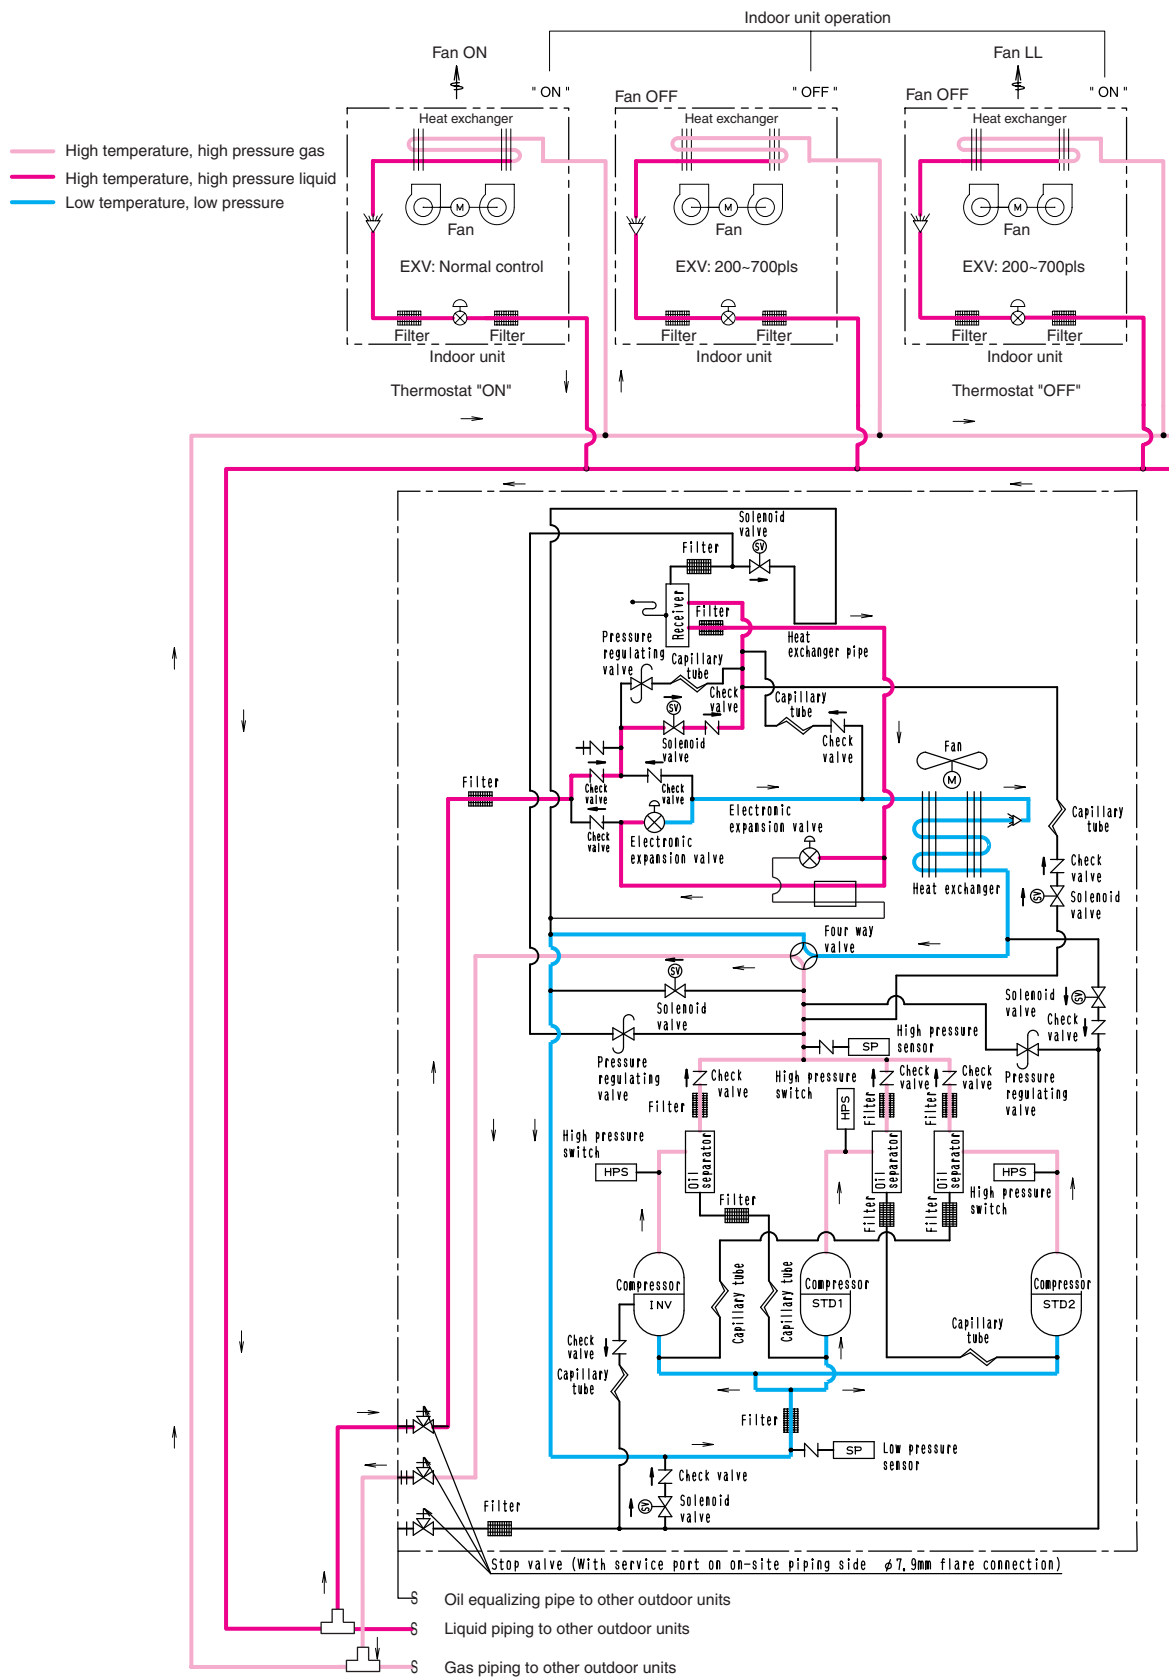 Indoor unit operation
Fan ON
Fan LL
" ON "
Fan OFF
" OFF "
Fan OFF
" ON "
Heat exchanger
Heat exchanger
Heat exchanger
High temperature, high pressure gas
High temperature, high pressure liquid
Low temperature, low pressure
M
M
M
Fan
Fan
Fan
EXV: Normal control
EXV: 200~700pls
EXV: 200~700pls
Filter
Filter
Filter
Filter
Filter
Filter
Indoor unit
Indoor unit
Indoor unit
Thermostat "ON"
Thermostat "OFF"
Solenoid
valve
SV
Filter
Receiver
Filter
Heat
exchanger pipe
Pressure
regulating
valve
Capillary
tube
Check
valve
Capillary
tube
SV
Solenoid
valve
Check
valve
Fan
M
Filter
Check
valve
Check
valve
Check
valve
Electronic
expansion valve
Electronic
expansion valve
Capillary
tube
Check
valve
Heat exchanger
SV
Solenoid
valve
Four way
valve
SV
Solenoid
valve
Solenoid
valve
SV
Check
valve
High pressure
sensor
SP
Pressure
regulating
valve
Check
valve
High pressure
switch
Check
valve
Check
valve
Pressure
regulating
valve
Filter
HPS
Filter
Filter
High pressure
switch
HPS
Oil
separator
Oil
separator
Oil
separator
HPS
High pressure
switch
Filter
Filter
Filter
Compressor
INV
Capillary tube
Capillary tube
Compressor
STD1
Compressor
STD2
Check
valve
Capillary
tube
Capillary
tube
Filter
SP
Low pressure
sensor
Check valve
SV
Solenoid
valve
Filter
Stop valve (With service port on on-site piping side φ7,9mm flare connection)
Oil equalizing pipe to other outdoor units
Liquid piping to other outdoor units
Gas piping to other outdoor units